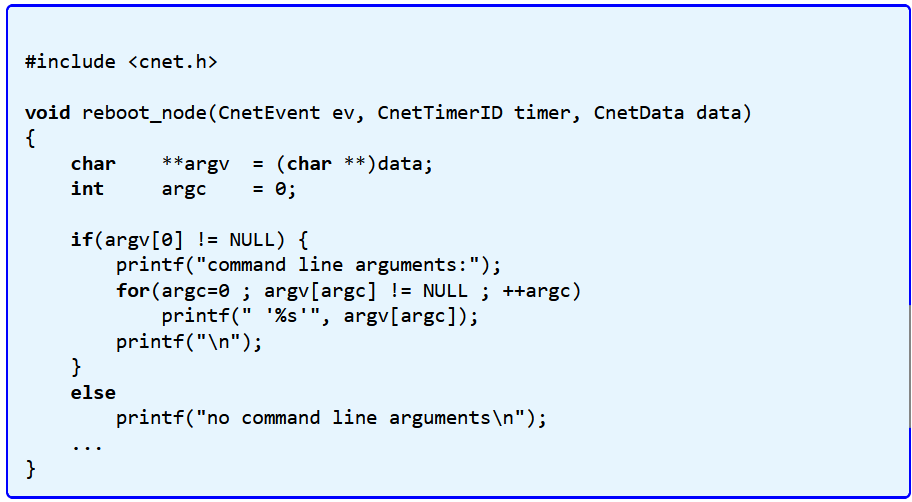 #include <cnet.h>
void reboot_node(CnetEvent ev, CnetTimerID timer, CnetData data)
{
    char    **argv  = (char **)data;
    int     argc    = 0;
    if(argv[0] != NULL) {
        printf("command line arguments:");
        for(argc=0 ; argv[argc] != NULL ; ++argc)
            printf(" '%s'", argv[argc]);
        printf("\n");
    }
    else
        printf("no command line arguments\n");
    ...
}